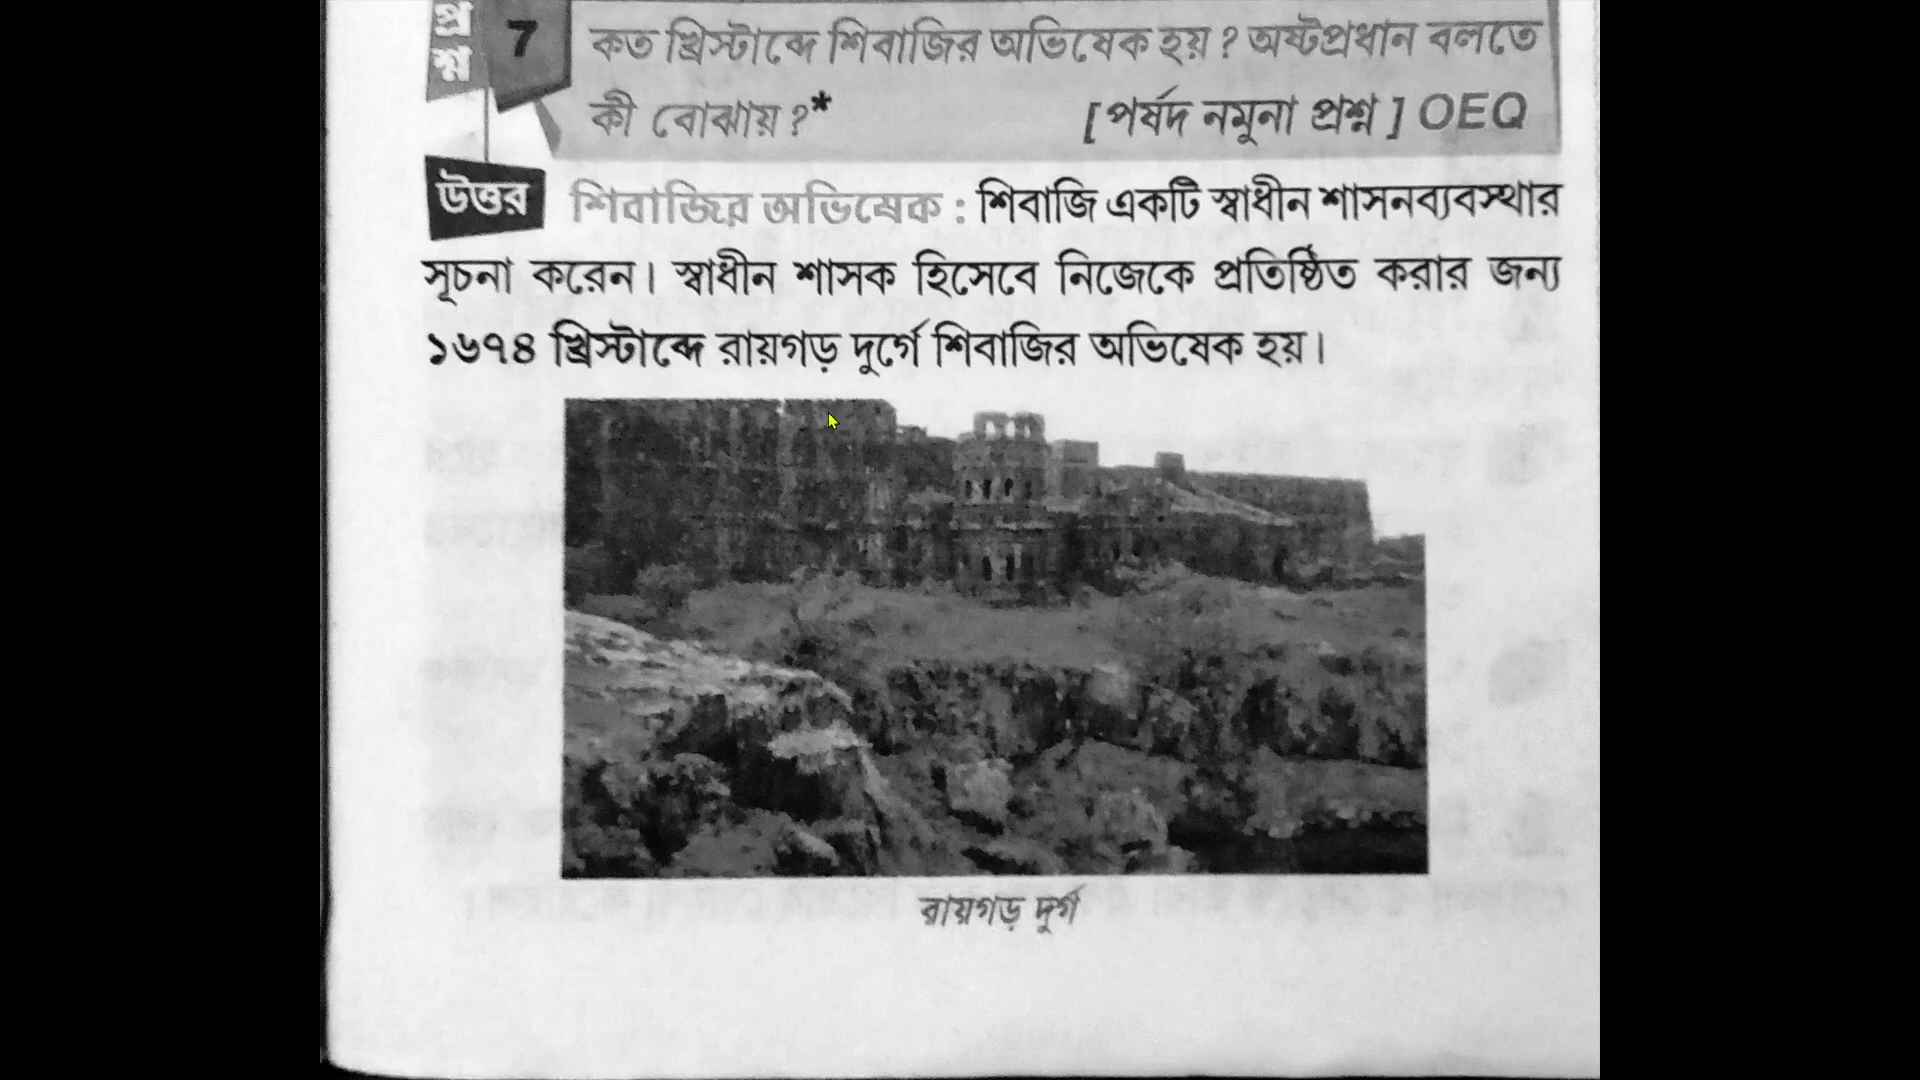 প্রশ্ন 7 কত খ্রিস্টাব্দে শিবাজির অভিষেক হয় ? অষ্টপ্রধান বলতে
কী বোঝায় ?* [ পর্ষদ নমুনা প্রশ্ন ] OEQ
উত্তর শিবাজির অভিষেক : শিবাজি একটি স্বাধীন শাসনব্যবস্থার
সূচনা করেন। স্বাধীন শাসক হিসেবে নিজেকে প্রতিষ্ঠিত করার জন্য
১৬৭৪ খ্রিস্টাব্দে রায়গড় দুর্গে শিবাজির অভিষেক হয়।
রায়গড় দুর্গ